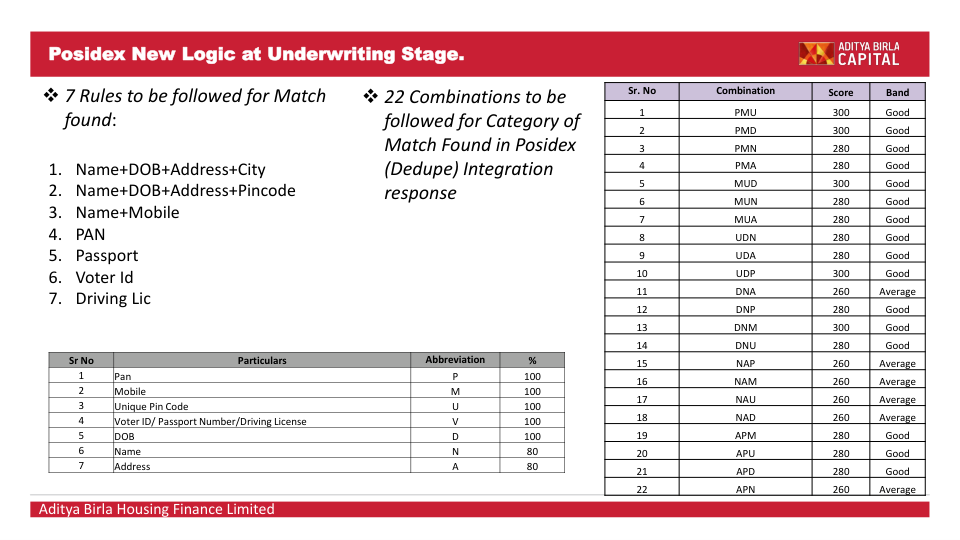 Posidex New Logic at Underwriting Stage.
ADITYA BIRLA
CAPITAL
❖ 7 Rules to be followed for Match
found:
1. Name+DOB+Address+City
2. Name+DOB+Address+Pincode
3. Name+Mobile
4. PAN
5. Passport
6. Voter Id
7. Driving Lic
❖ 22 Combinations to be
followed for Category of
Match Found in Posidex
(Dedupe) Integration
response
Sr No Particulars Abbreviation %
1 Pan P 100
2 Mobile M 100
3 Unique Pin Code U 100
4 Voter ID/ Passport Number/Driving License V 100
5 DOB D 100
6 Name N 80
7 Address A 80
Sr. No Combination Score Band
1 PMU 300 Good
2 PMD 300 Good
3 PMN 280 Good
4 PMA 280 Good
5 MUD 300 Good
6 MUN 280 Good
7 MUA 280 Good
8 UDN 280 Good
9 UDA 280 Good
10 UDP 300 Good
11 DNA 260 Average
12 DNP 280 Good
13 DNM 300 Good
14 DNU 280 Good
15 NAP 260 Average
16 NAM 260 Average
17 NAU 260 Average
18 NAD 260 Average
19 APM 280 Good
20 APU 280 Good
21 APD 280 Good
22 APN 260 Average
Aditya Birla Housing Finance Limited